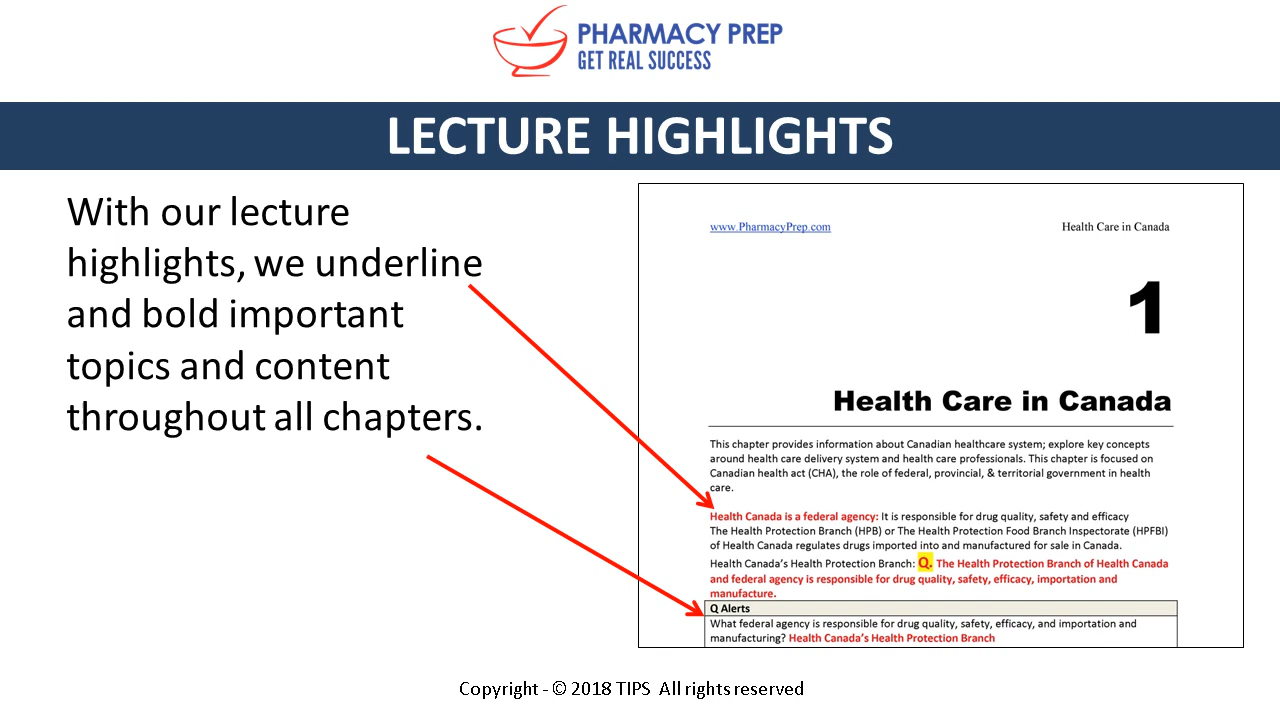 PHARMACY PREP
GET REAL SUCCESS
LECTURE HIGHLIGHTS
With our lecture
highlights, we underline
and bold important
topics and content
throughout all chapters.
www.PharmacyPrep.com Health Care in Canada
1
Health Care in Canada
This chapter provides information about Canadian healthcare system; explore key concepts
around health care delivery system and health care professionals. This chapter is focused on
Canadian health act (CHA), the role of federal, provincial, & territorial government in health
care.
Health Canada is a federal agency: It is responsible for drug quality, safety and efficacy
The Health Protection Branch (HPB) or The Health Protection Food Branch Inspectorate (HPFBI)
of Health Canada regulates drugs imported into and manufactured for sale in Canada.
Health Canada's Health Protection Branch: Q. The Health Protection Branch of Health Canada
and federal agency is responsible for drug quality, safety, efficacy, importation and
manufacture.
Q Alerts
What federal agency is responsible for drug quality, safety, efficacy, and importation and
manufacturing? Health Canada's Health Protection Branch
Copyright - © 2018 TIPS All rights reserved